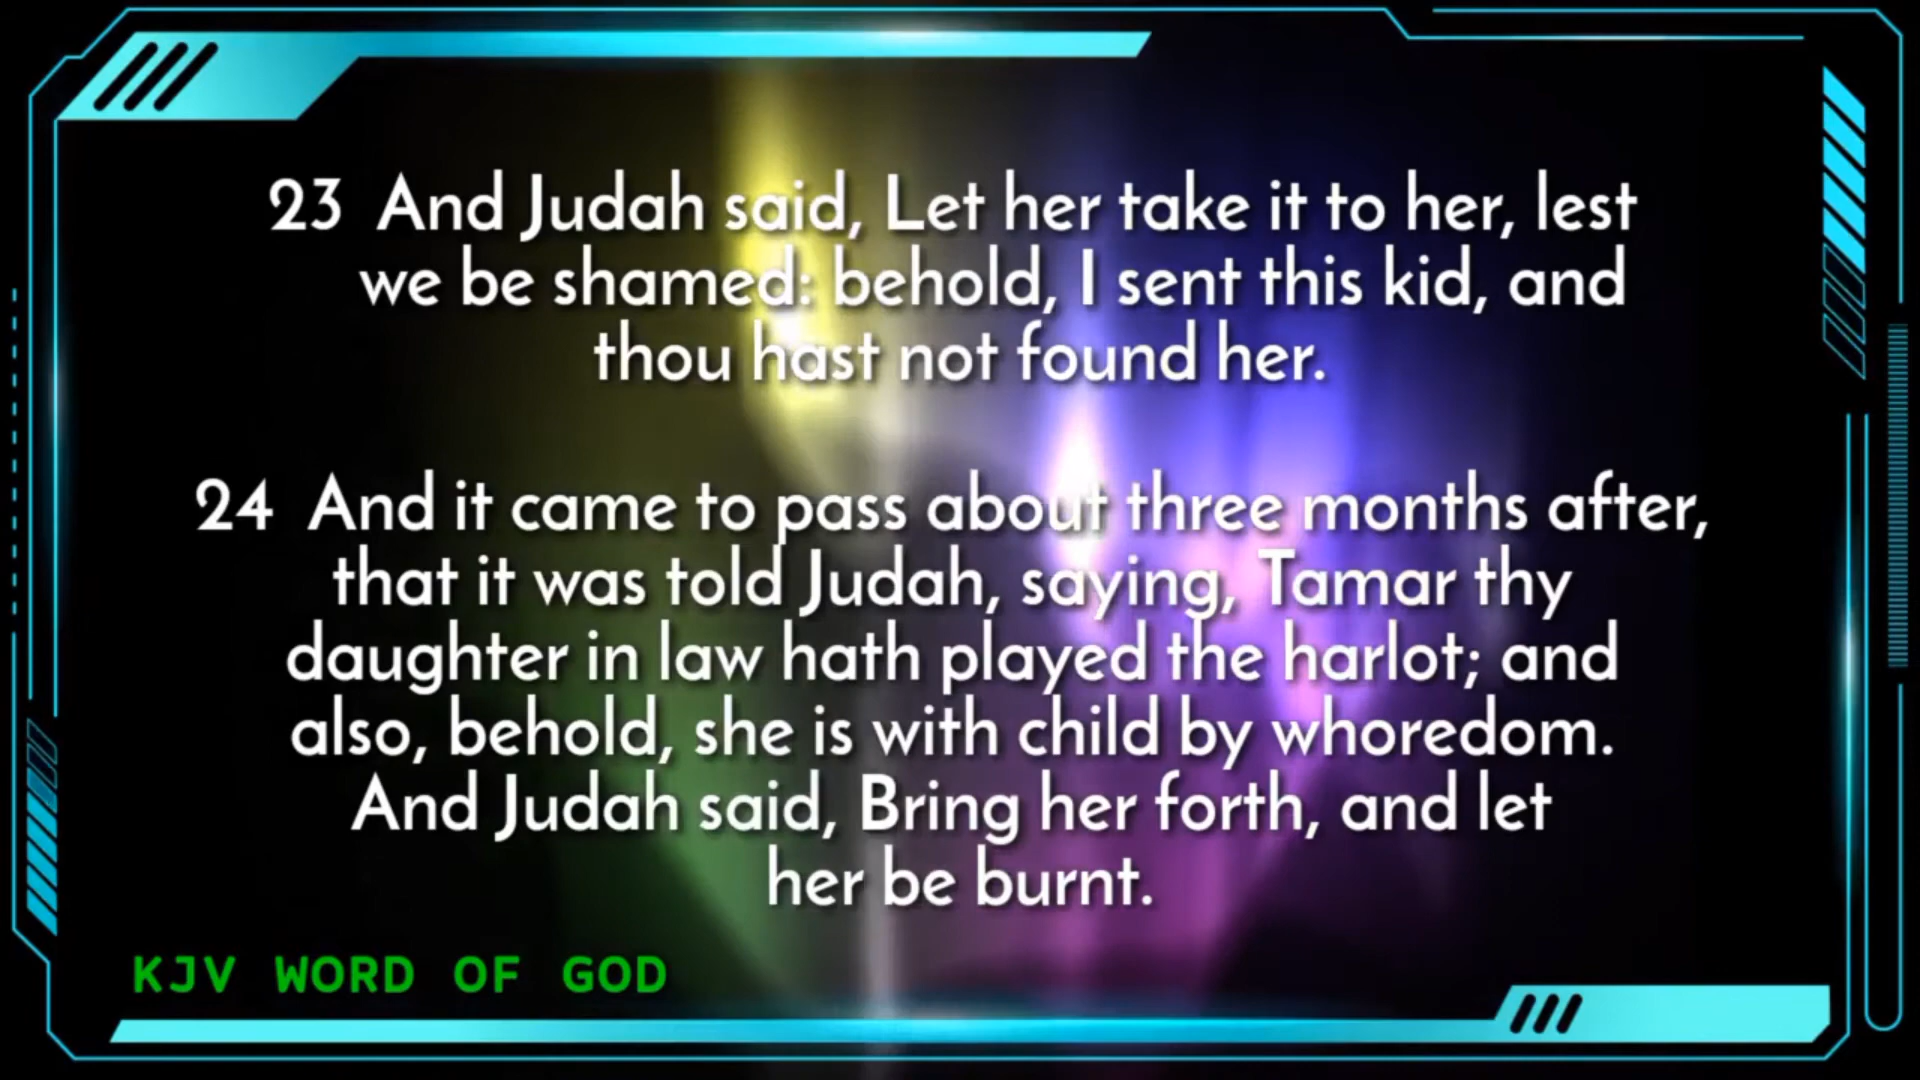 23 And Judah said, Let her take it to her, lest
we be shamed: behold, I sent this kid, and
thou hast not found her.
24 And it came to pass about three months after,
that it was told Judah, saying, Tamar thy
daughter in law hath played the harlot; and
also, behold, she is with child by whoredom.
And Judah said, Bring her forth, and let
her be burnt.
KJV WORD OF GOD